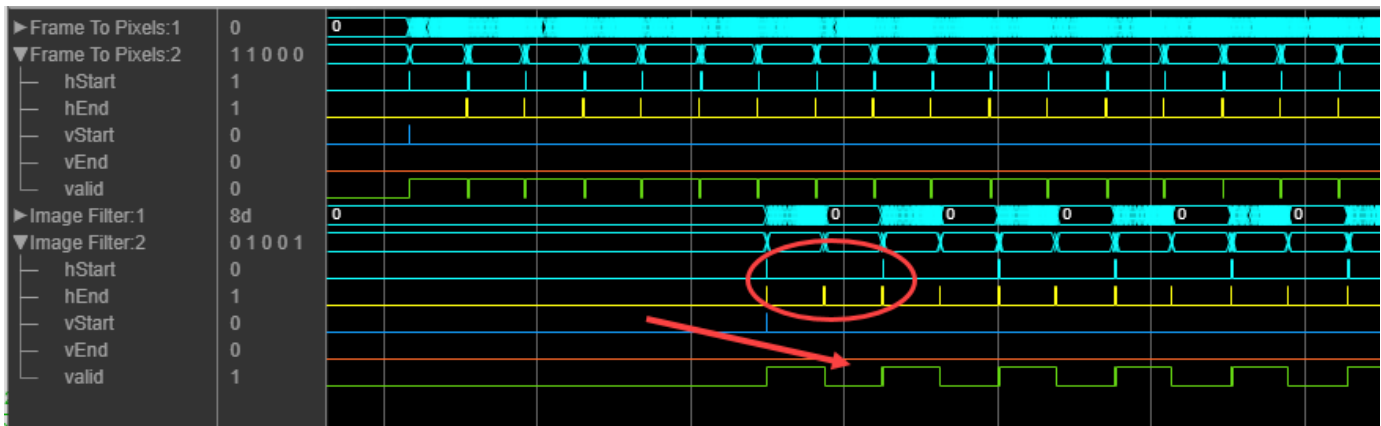 Frame To Pixels:1 0 0
Frame To Pixels:2 1 1 0 0 0
hStart 1
hEnd 1
vStart 0
vEnd 0
valid 0
Image Filter:1 8d 0 0 0 0 0 0
Image Filter:2 0 1 0 0 1
hStart 0
hEnd 1
vStart 0
vEnd 0
valid 1